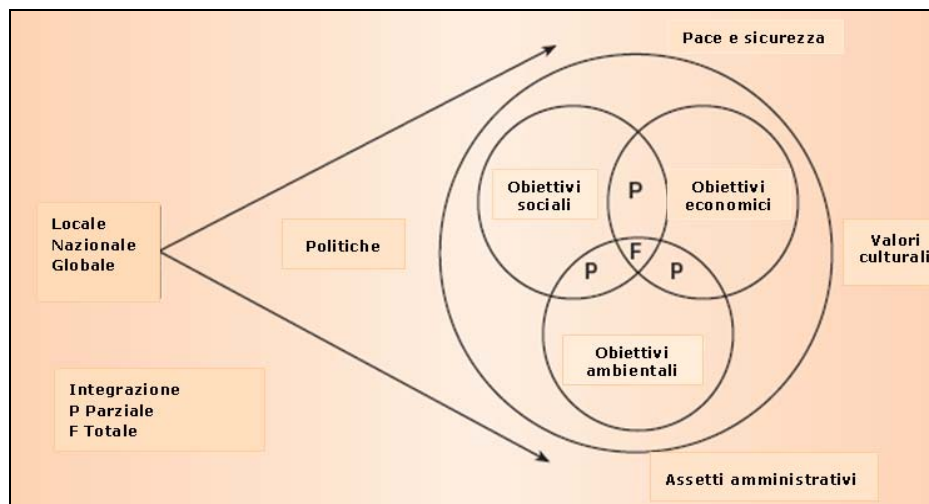 Pace e sicurezza
Obiettivi
sociali
P
Obiettivi
economici
Locale
Nazionale
Globale
Politiche
Valori
culturali
F
P
P
Obiettivi
ambientali
Integrazione
P Parziale
F Totale
Assetti amministrativi